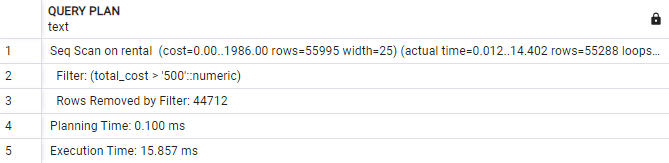 QUERY PLAN
text
1 Seq Scan on rental (cost=0.00..1986.00 rows=55995 width=25) (actual time=0.012..14.402 rows=55288 loops...
2 Filter: (total_cost > '500'::numeric)
3 Rows Removed by Filter: 44712
4 Planning Time: 0.100 ms
5 Execution Time: 15.857 ms